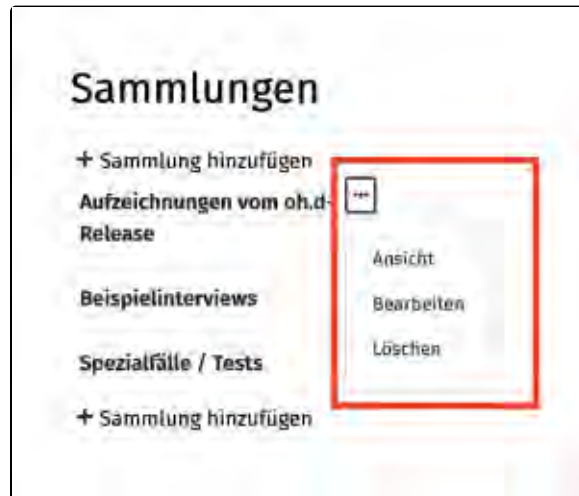 Sammlungen
+ Sammlung hinzufügen
Aufzeichnungen vom oh.d-
Release
Beispielinterviews
Spezialfälle / Tests
+ Sammlung hinzufügen
...
Ansicht
Bearbeiten
Löschen